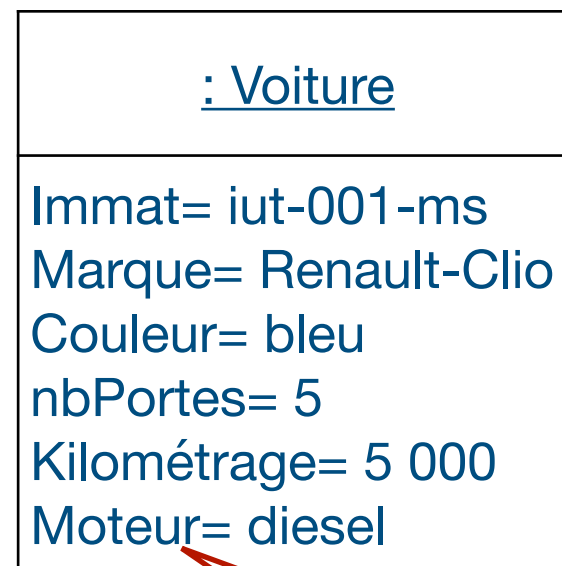 : Voiture
Immat= iut-001-ms
Marque= Renault-Clio
Couleur= bleu
nbPortes= 5
Kilométrage= 5 000
Moteur= diesel